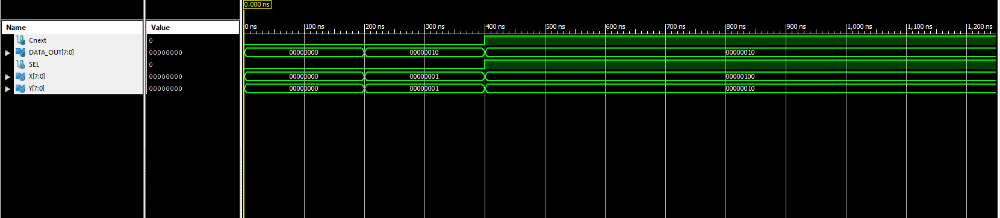 0.000 ns
Name Value
0 ns 100 ns 200 ns 300 ns 400 ns 500 ns 600 ns 700 ns 800 ns 900 ns 1,000 ns 1,100 ns 1,200 ns
Cnext 0
DATA_OUT[7:0] 00000000 00000000 00000010 00000010
SEL 0
X[7:0] 00000000 00000000 00000001 00000100
Y[7:0] 00000000 00000000 00000001 00000010